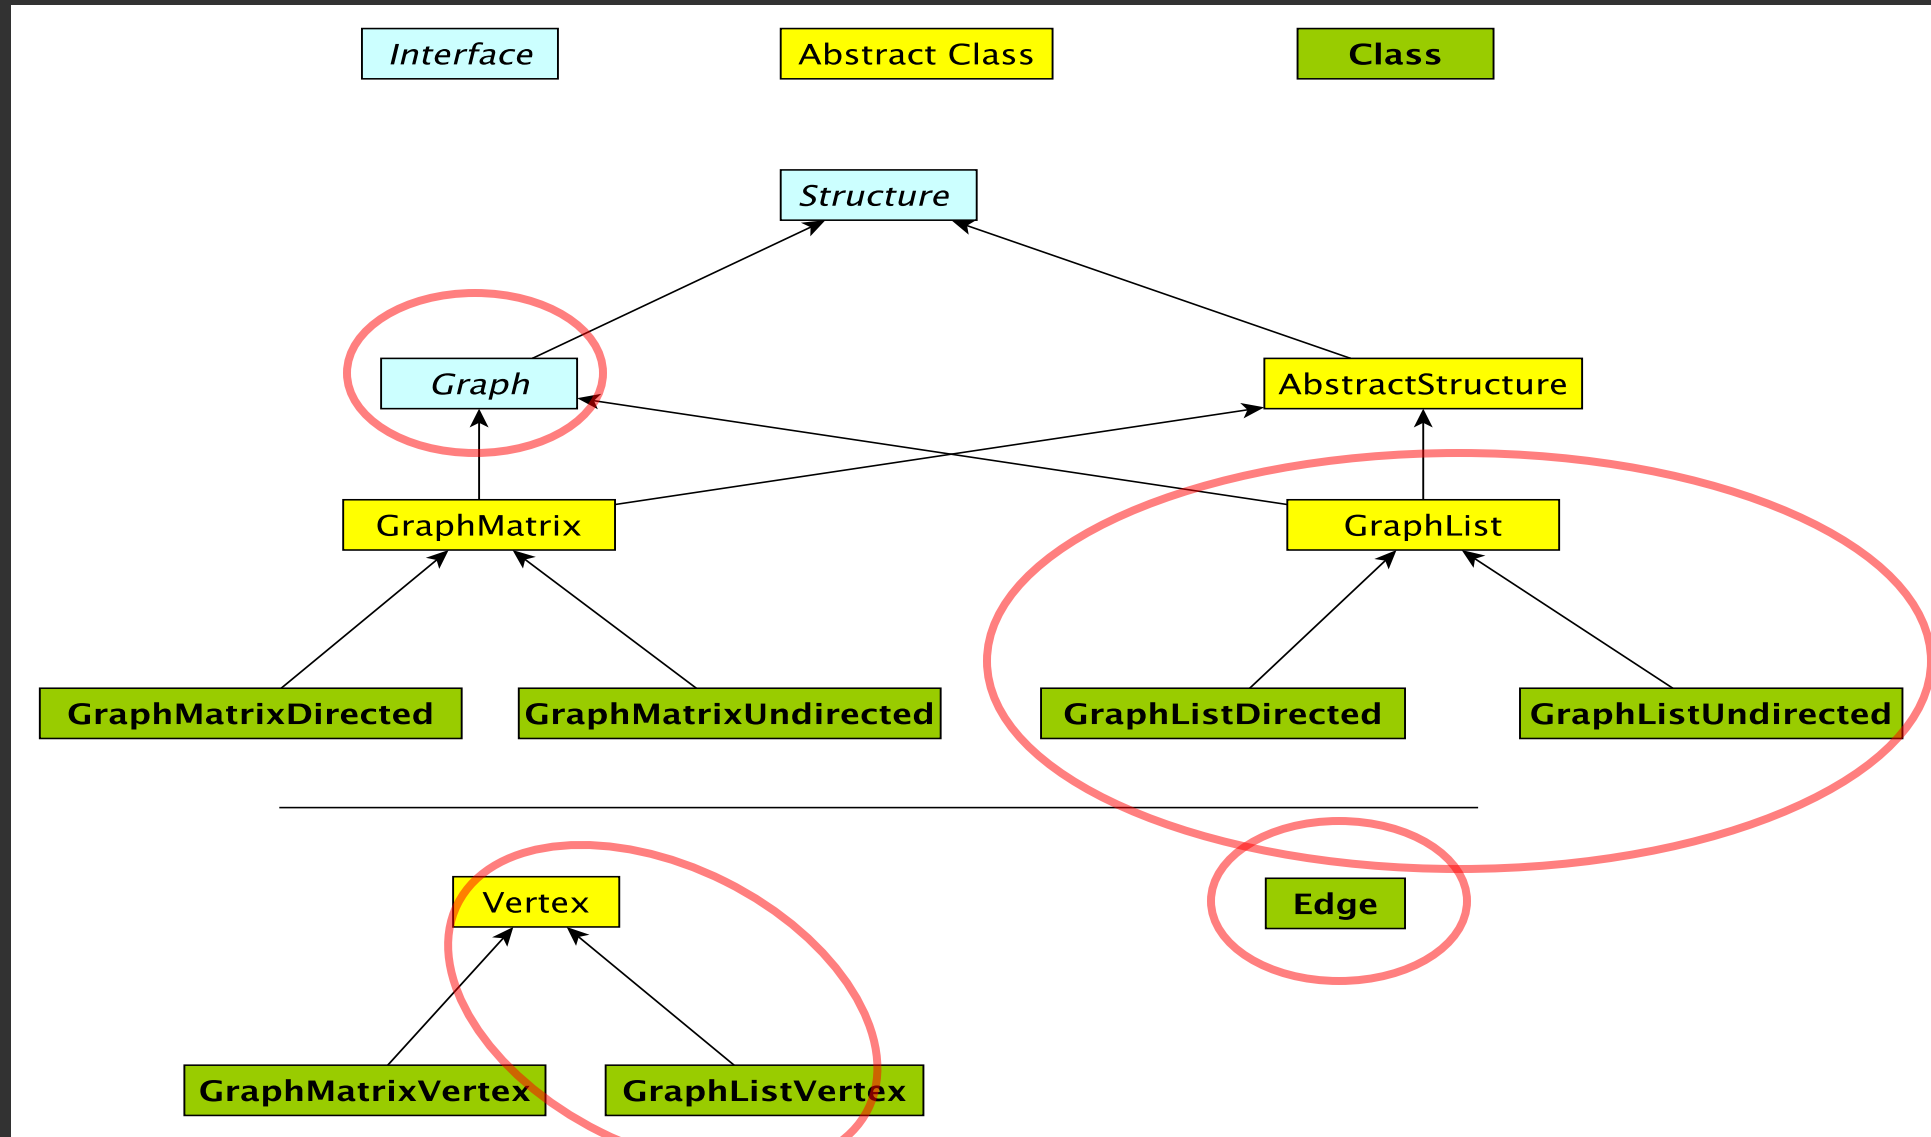 Interface
Abstract Class
Class
Structure
Graph
AbstractStructure
GraphMatrix
GraphList
GraphMatrixDirected
GraphMatrixUndirected
GraphListDirected
GraphListUndirected
Vertex
Edge
GraphMatrixVertex
GraphListVertex